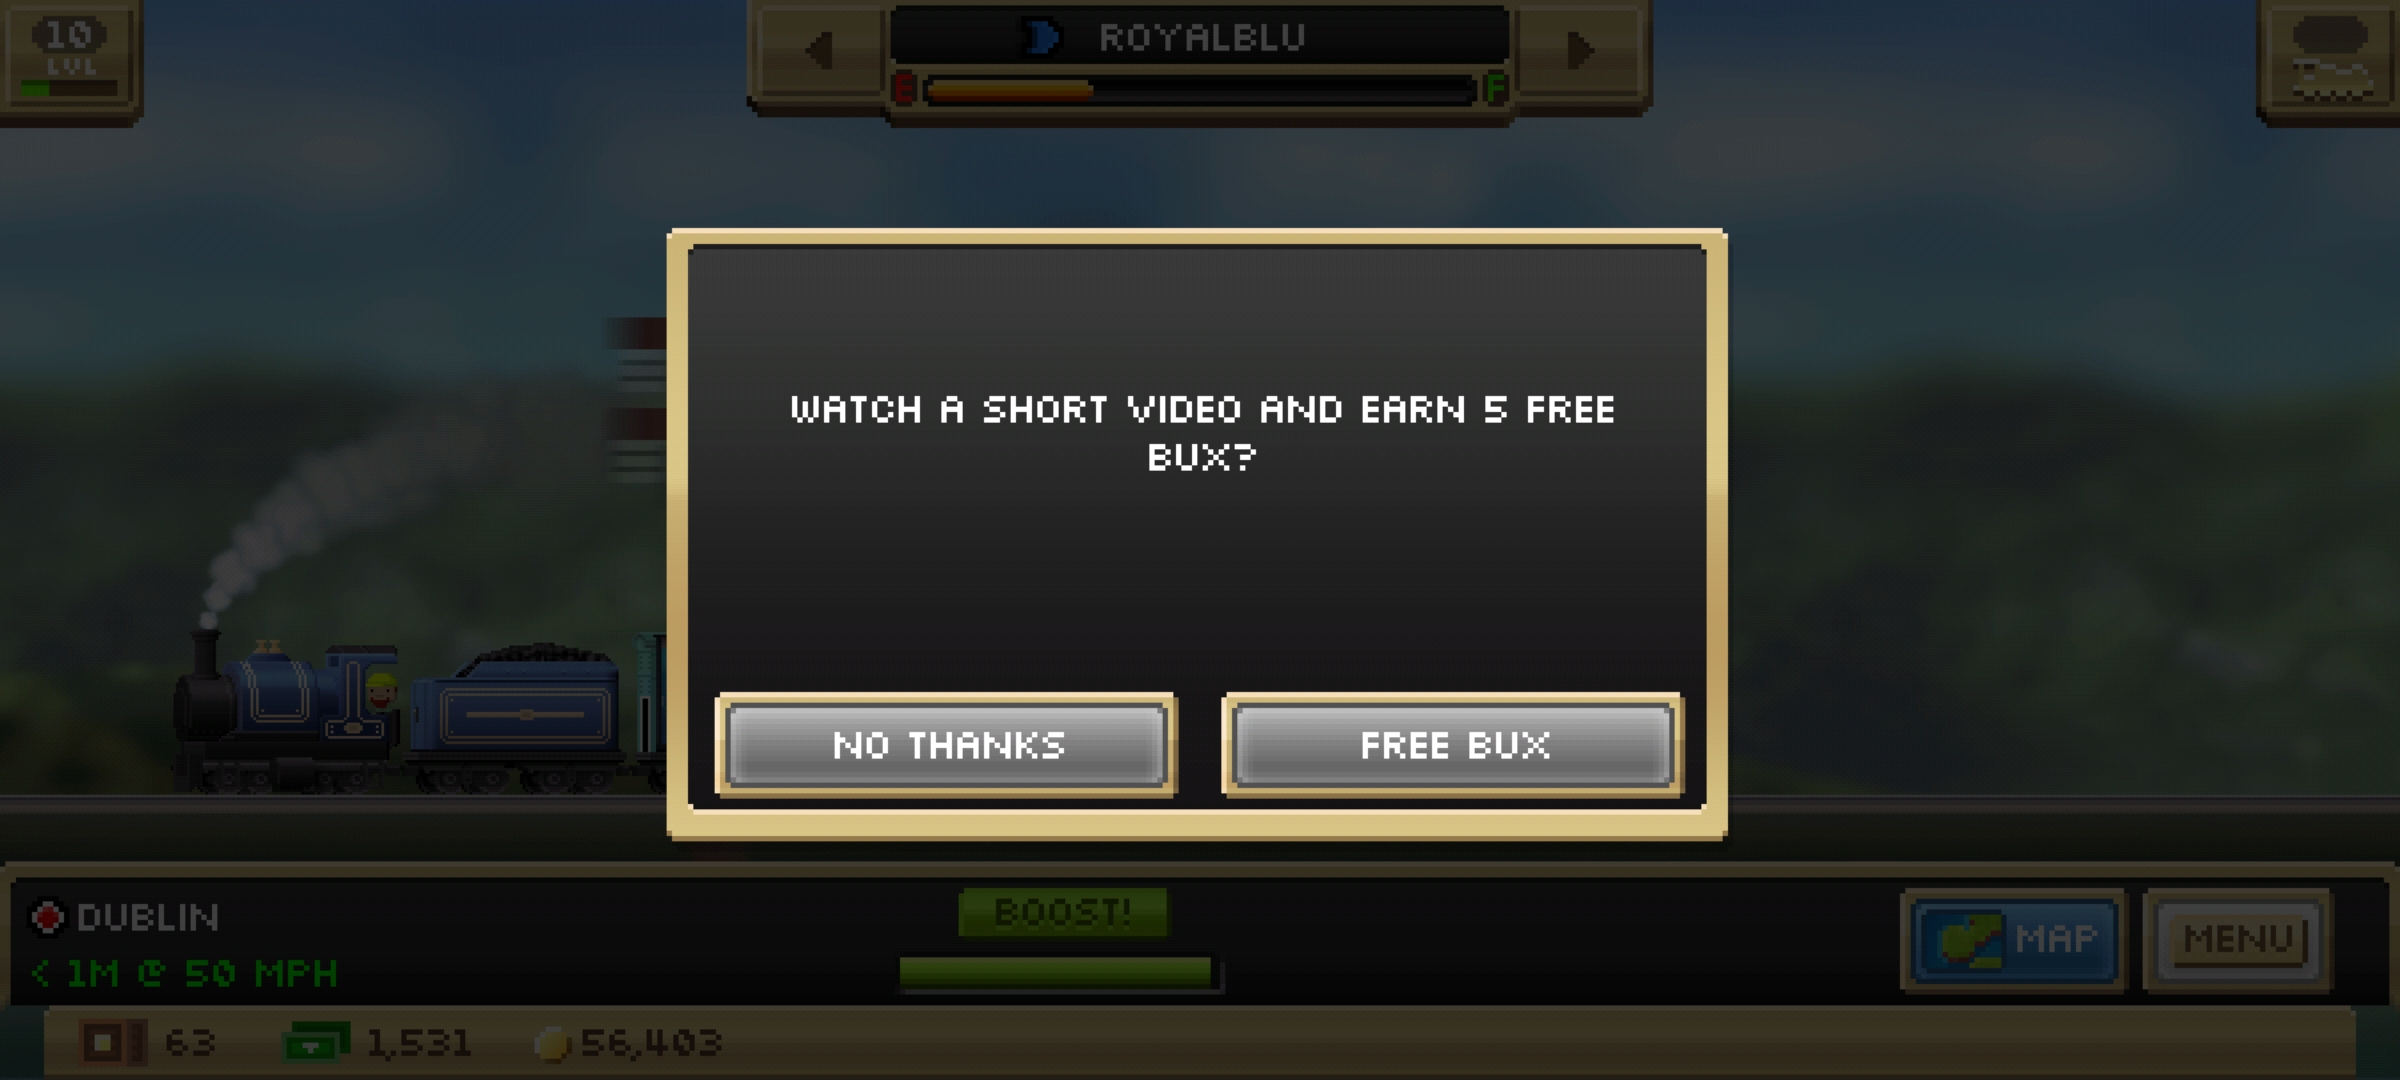 10
LVL
ROYALBLU
E F
WATCH A SHORT VIDEO AND EARN 5 FREE
BUX?
NO THANKS FREE BUX
DUBLIN
< 1M @ 50 MPH
BOOST!
MAP MENU
63 1,531 56,403